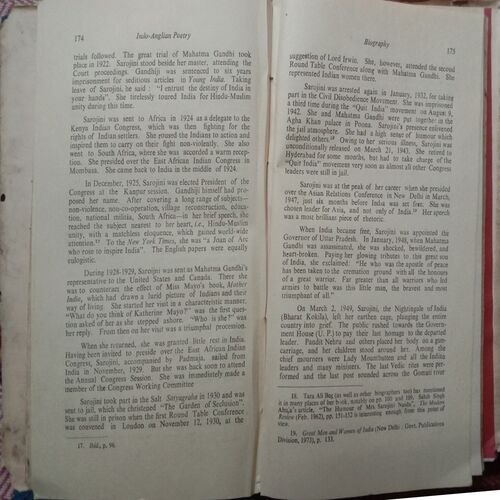 174 Indo-Anglian Poetry
trials followed. The great trial of Mahatma Gandhi took
place in 1922. Sarojini stood beside her master, attending the
Court proceedings. Gandhiji was sentenced to six years
imprisonment for seditious articles in Young India. Taking
leave of Sarojini, he said : "I entrust the destiny of India in
your hands". She tirelessly toured India for Hindu-Muslim
unity during this time.
Sarojini was sent to Africa in 1924 as a delegate to the
Kenya Indian Congress, which was then fighting for the
rights of Indian settlers. She roused the Indians to action and
inspired them to carry on their fight non-violently. She also
went to South Africa, where she was accorded a warm recep-
tion. She presided over the East African Indian Congress in
Mombasa. She came back to India in the middle of 1924.
In December, 1925, Sarojini was elected President of
the Congress at the Kanpur session. Gandhiji himself had pro-
posed her name. After covering a long range of subjects—
non-violence, non-co-operation, village reconstruction, educa-
tion, national militia, South Africa—in her brief speech, she
reached the subject nearest to her heart, i.e., Hindu-Muslim
unity, with a matchless eloquence, which gained world-wide
attention.17 To the New York Times, she was "a Joan of Arc
who rose to inspire India". The English papers were equally
eulogistic.
During 1928-1929, Sarojini was sent as Mahatma Gandhi's
representative to the United States and Canada. There she
was to counteract the effect of Miss Mayo's book, Mother
India, which had drawn a lurid picture of Indians and their
way of living. She started her visit in a characteristic manner.
"What do you think of Katherine Mayo?" was the first ques-
tion asked of her as she stepped ashore. "Who is she?" was
her reply. From then on her visit was a triumphal procession.
When she returned, she was granted little rest in India.
Having been invited to preside over the East African Indian
Congress, Sarojini, accompanied by Padmaja, sailed from
India in November, 1929. But she was back soon to attend
the Annual Congress Session. She was immediately made a
member of the Congress Working Committee
Sarojini took part in the Salt Satyagraha in 1930 and was
sent to jail, which she christened "The Garden of Seclusion".
She was still in prison when the first Round Table Conference
was convened in London on November 12, 1930, at the
17. Ibid., p. 96.
Biography 175
suggestion of Lord Irwin. She, however, attended the second
Round Table Conference along with Mahatma Gandhi. She
represented Indian women there.
Sarojini was arrested again in January, 1932, for taking
part in the Civil Disobedience Movement. She was imprisoned
a third time during the "Quit India" movement on August 9,
1942. She and Mahatma Gandhi were put together in the
Agha Khan palace in Poona. Sarojini's presence enlivened
the jail atmosphere. She had a high sense of humour which
delighted others.18 Owing to her serious illness, Sarojini was
unconditionally released on March 21, 1943. She retired to
Hyderabad for some months, but had to take charge of the
"Quit India" movement very soon as almost all other Congress
leaders were still in jail.
Sarojini was at the peak of her career when she presided
over the Asian Relations Conference in New Delhi in March,
1947, just six months before India was set free. She was
chosen leader for Asia, and not only of India.19 Her speech
was a most brilliant piece of rhetoric.
When India became free, Sarojini was appointed the
Governor of Uttar Pradesh. In January, 1948, when Mahatma
Gandhi was assassinated, she was shocked, bewildered, and
heart-broken. Paying her glowing tributes to this great son
of India, she exclaimed: "He who was the apostle of peace
has been taken to the cremation ground with all the honours
of a great warrior. Far greater than all warriors who led
armies to battle was this little man, the bravest and most
triumphant of all."
On March 2, 1949, Sarojini, the Nightingale of India
(Bharat Kokila), left her earthen cage, plunging the entire
country into grief. The public rushed towards the Govern-
ment House (U. P.) to pay their last homage to the departed
leader. Pandit Nehru and others placed her body on a gun-
carriage, and her children stood around her. Among the
chief mourners were Lady Mountbatten and all the Indian
leaders and many ministers. The last Vedic rites were per-
formed and the last post sounded across the Gomati river
18. Tara Ali Beg (as well as other biographers too) has mentioned
it in many places of her book, notably on pp. 103 and 109. Sahib Singh
Ahuja's article, "The Humour of Mrs Sarojini Naidu", The Modern
Review (Feb. 1962), pp. 151-152 is interesting enough from this point of
view.
19. Great Men and Women of India (New Delhi : Govt. Publications
Division, 1973), p. 133.